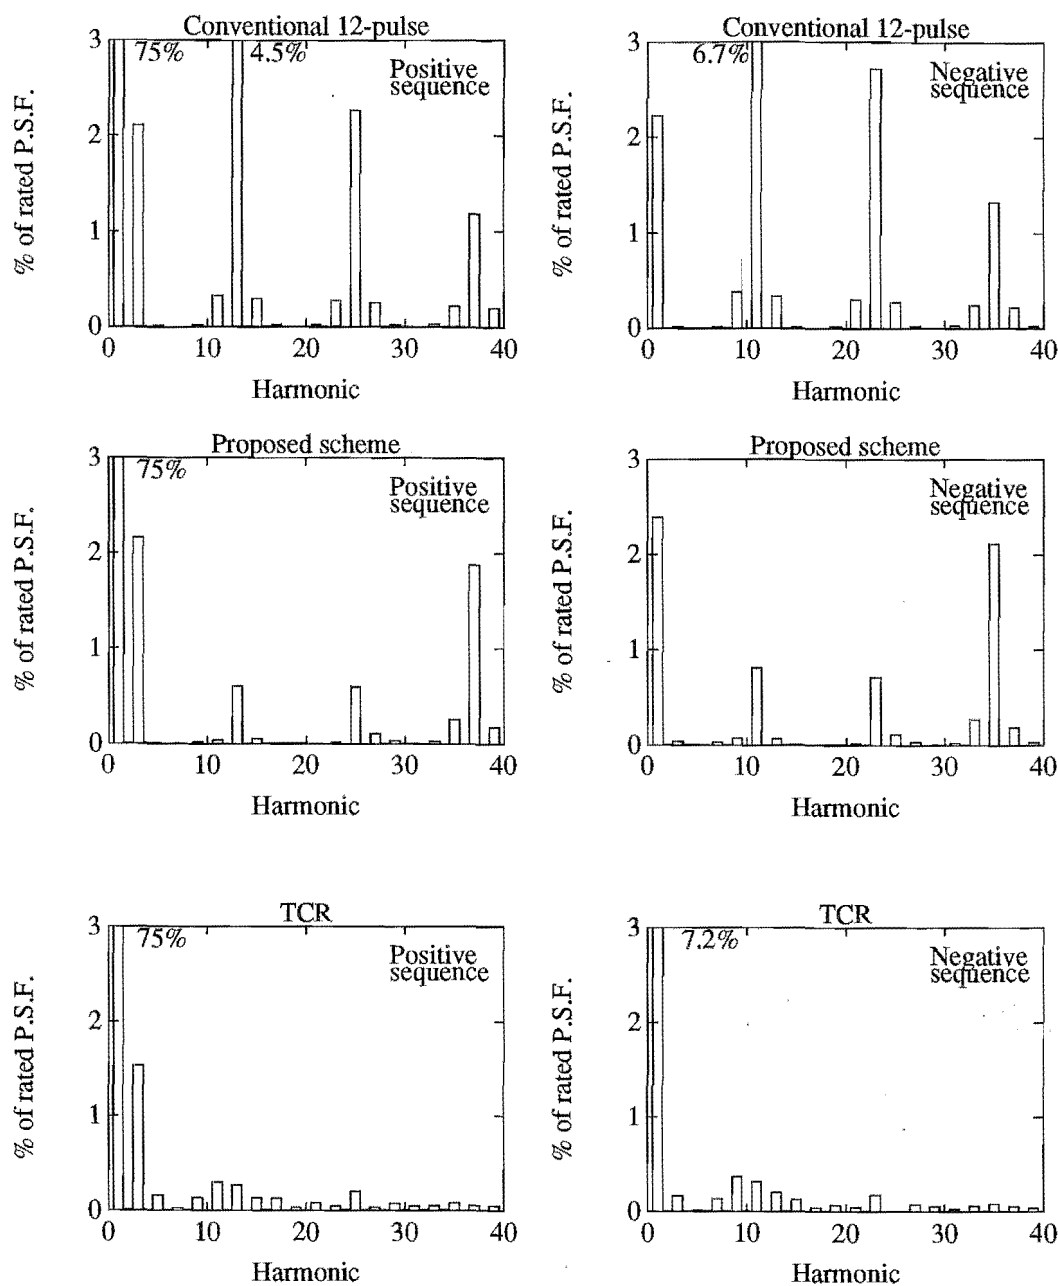 Conventional 12-pulse
3
75%
4.5%
Positive
sequence
2
1
0
% of rated P.S.F.
0 10 20 30 40
Harmonic
Conventional 12-pulse
3
6.7%
Negative
sequence
2
1
0
% of rated P.S.F.
0 10 20 30 40
Harmonic
Proposed scheme
3
75%
Positive
sequence
2
1
0
% of rated P.S.F.
0 10 20 30 40
Harmonic
Proposed scheme
3
Negative
sequence
2
1
0
% of rated P.S.F.
0 10 20 30 40
Harmonic
TCR
3
75%
Positive
sequence
2
1
0
% of rated P.S.F.
0 10 20 30 40
Harmonic
TCR
3
7.2%
Negative
sequence
2
1
0
% of rated P.S.F.
0 10 20 30 40
Harmonic